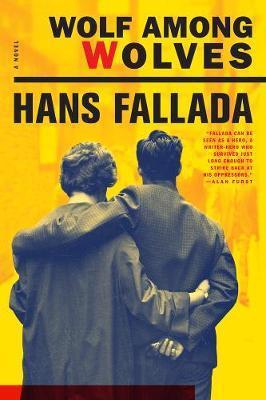 WOLF AMONG
WOLVES
A NOVEL
HANS FALLADA
"FALLADA CAN BE
SEEN AS A HERO, A
WRITER-HERO WHO
SURVIVED JUST
LONG ENOUGH TO
STRIKE BACK AT
HIS OPPRESSORS."
—ALAN FURST